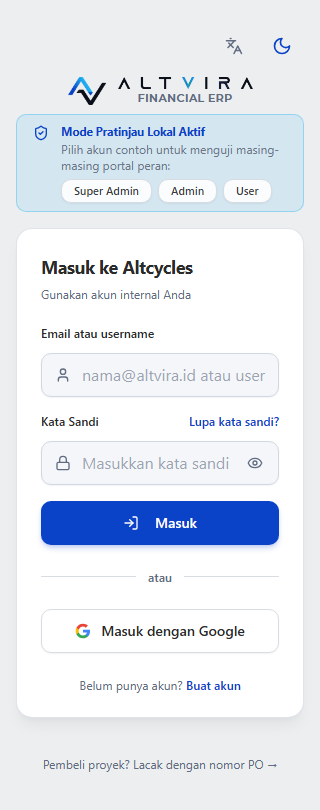 ALTVIRA
FINANCIAL ERP
Mode Pratinjau Lokal Aktif
Pilih akun contoh untuk menguji masing-
masing portal peran:
Super Admin
Admin
User
Masuk ke Altcycles
Gunakan akun internal Anda
Email atau username
nama@altvira.id atau user
Kata Sandi
Lupa kata sandi?
Masukkan kata sandi
Masuk
atau
Masuk dengan Google
Belum punya akun? Buat akun
Pembeli proyek? Lacak dengan nomor PO →